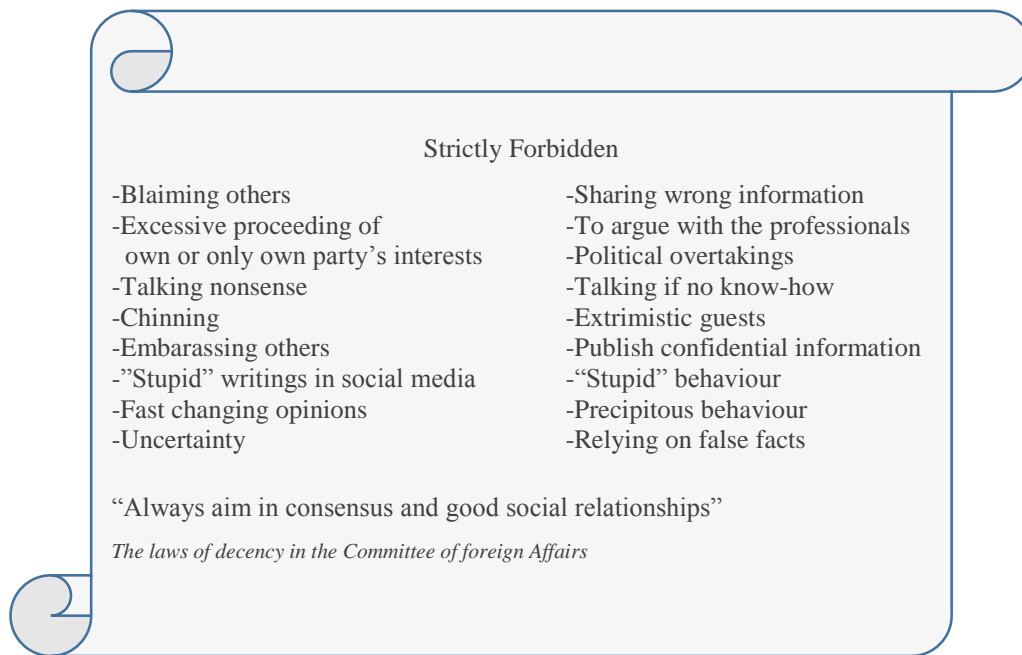 Strictly Forbidden
-Blaiming others
-Excessive proceeding of
own or only own party's interests
-Talking nonsense
-Chinning
-Embarassing others
-”Stupid” writings in social media
-Fast changing opinions
-Uncertainty
-Sharing wrong information
-To argue with the professionals
-Political overtakings
-Talking if no know-how
-Extrimistic guests
-Publish confidential information
-“Stupid” behaviour
-Precipitous behaviour
-Relying on false facts
“Always aim in consensus and good social relationships”
The laws of decency in the Committee of foreign Affairs